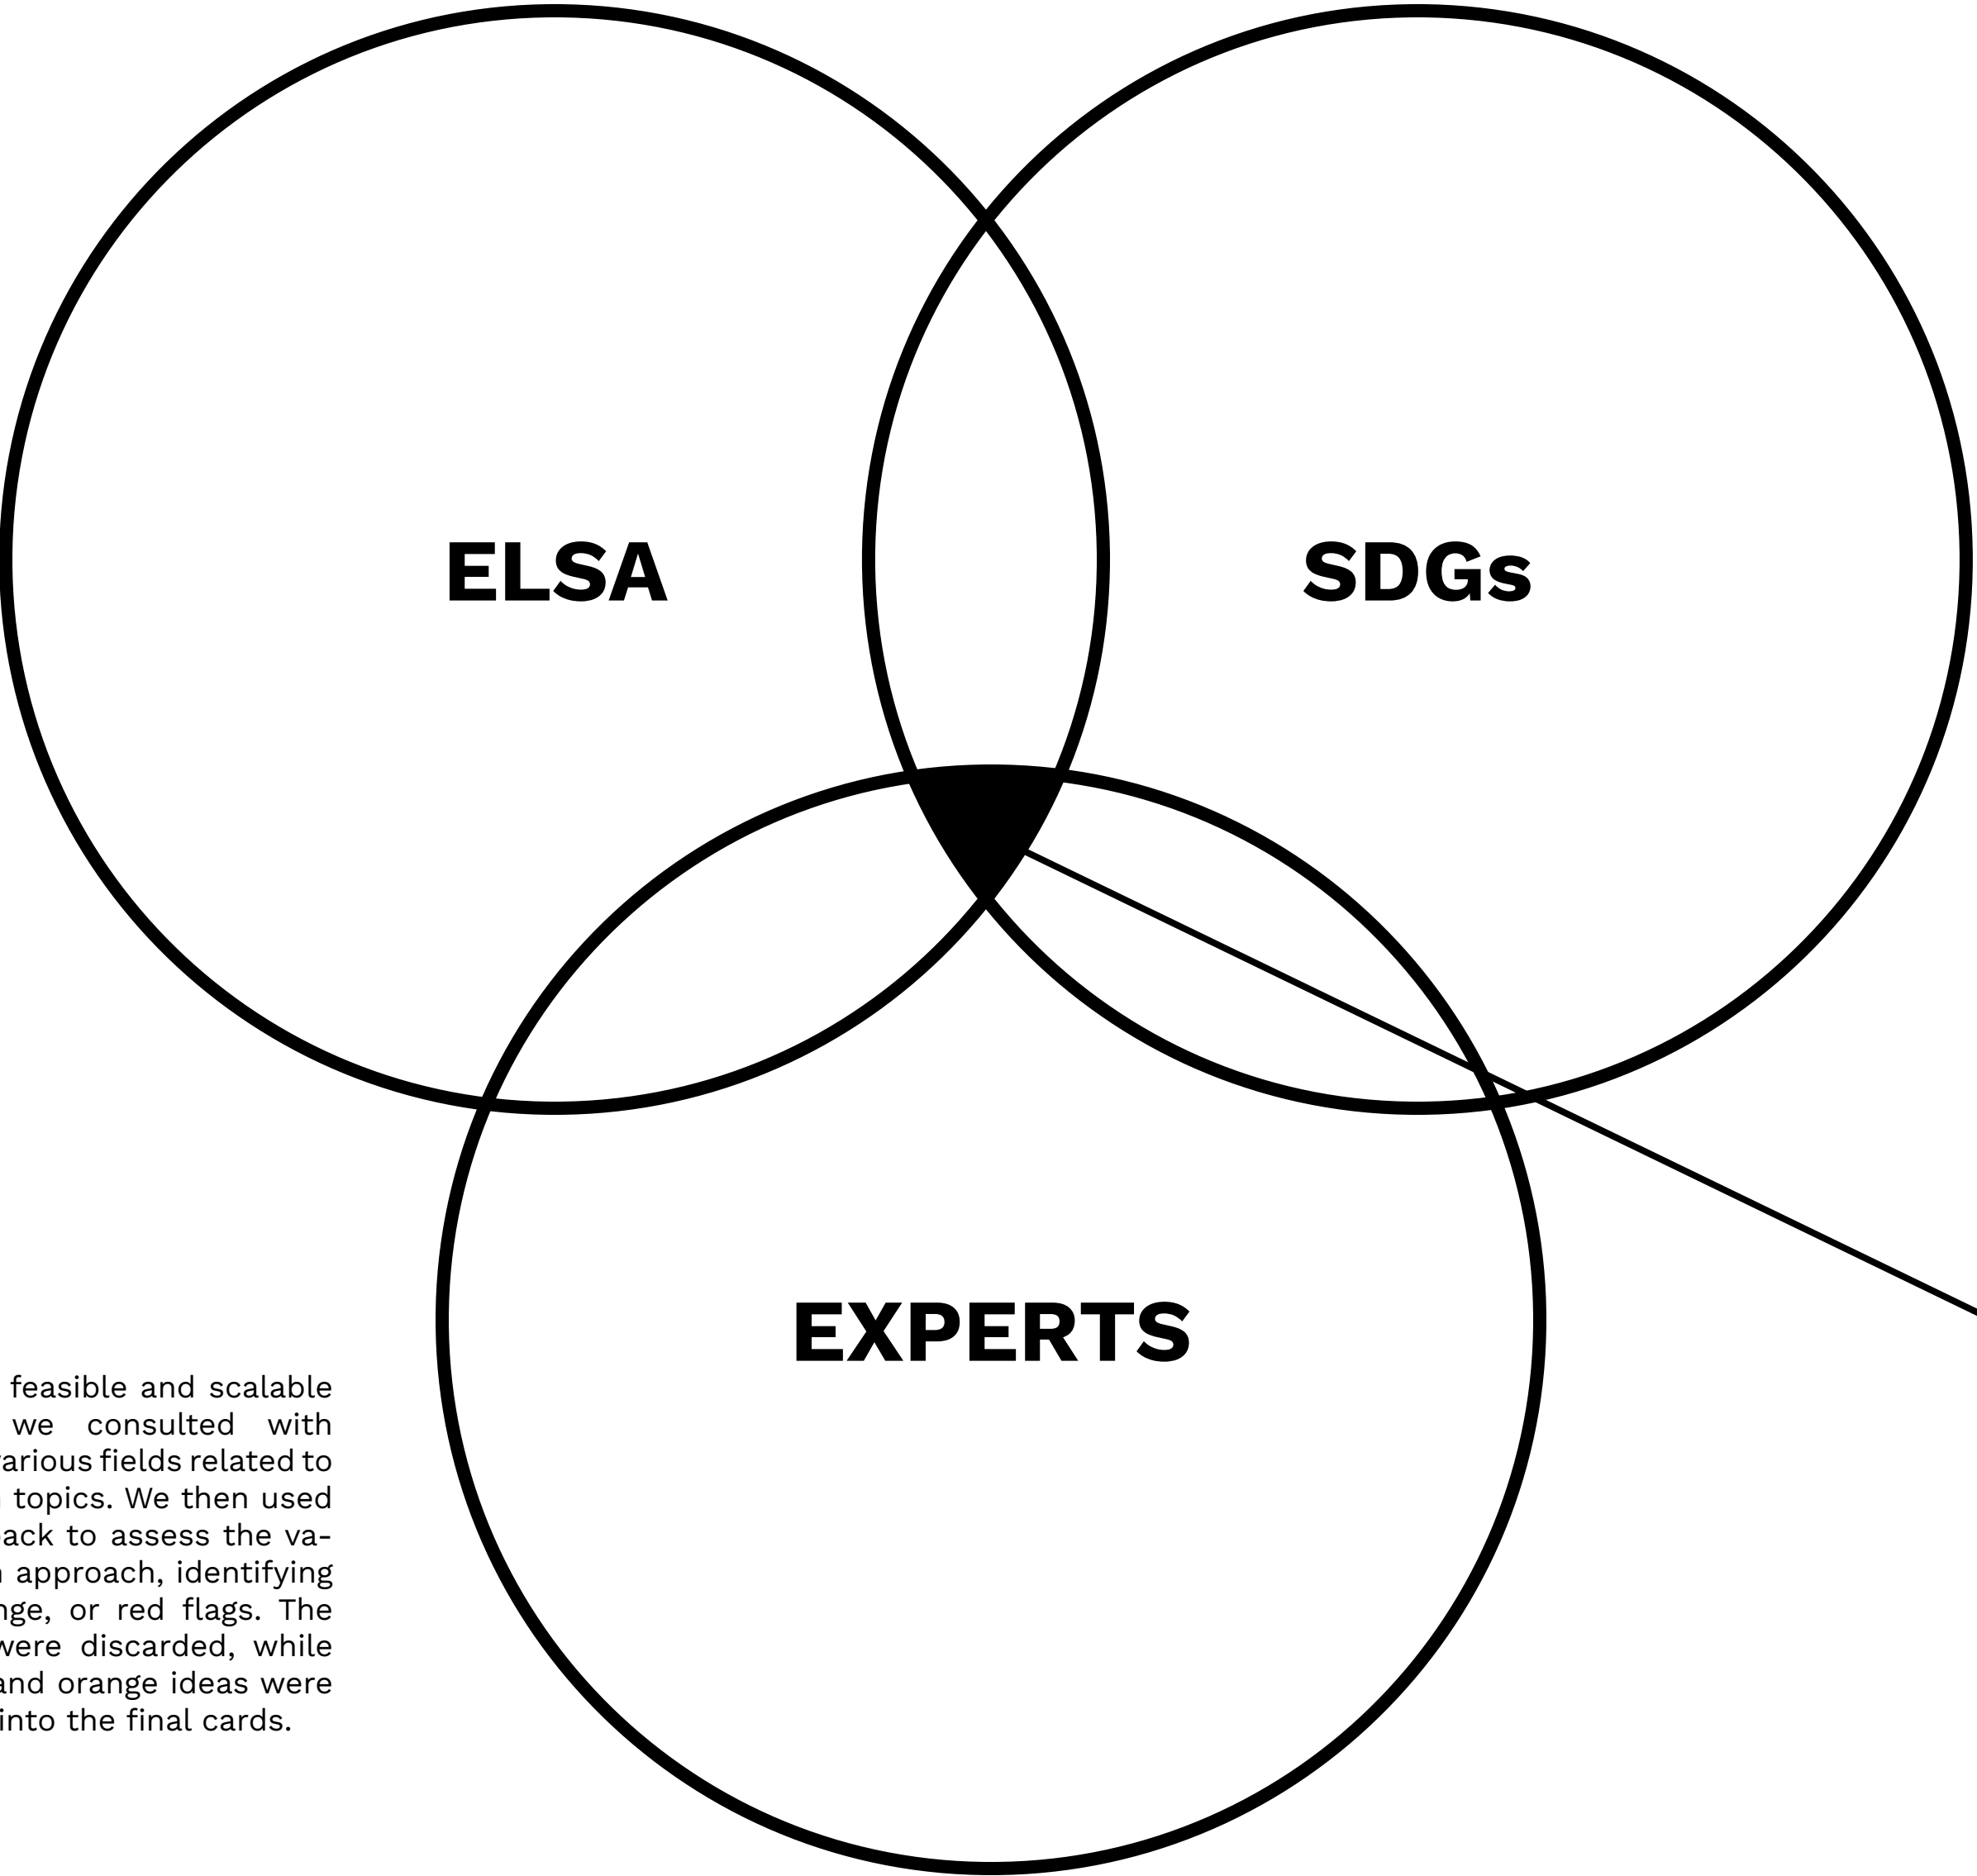 ELSA
SDGs
EXPERTS
feasible and scalable
we consulted with
various fields related to
topics. We then used
to assess the va-
approach, identifying
or red flags. The
were discarded, while
and orange ideas were
into the final cards.